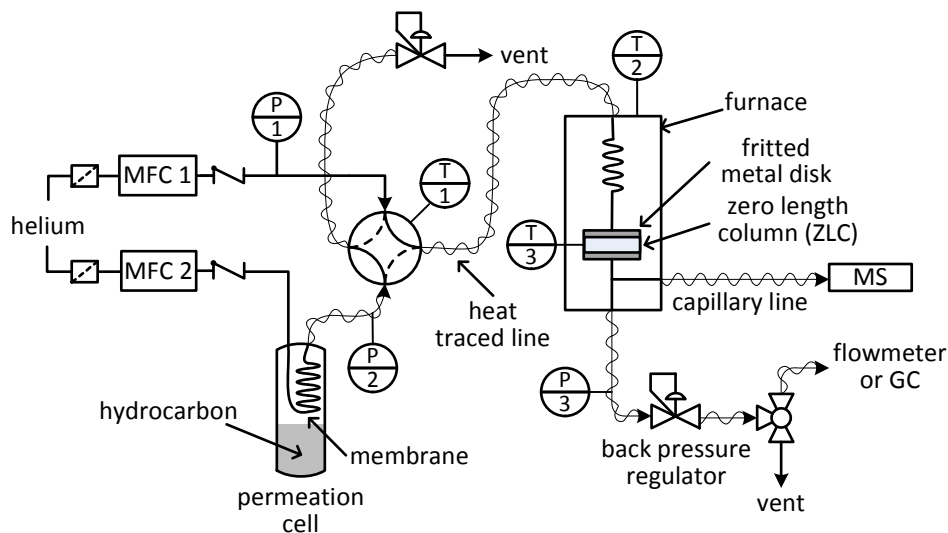 vent
T
2
furnace
P
1
fritted
metal disk
MFC 1
T
1
zero length
column (ZLC)
helium
T
3
MFC 2
MS
capillary line
heat
traced line
P
2
flowmeter
or GC
P
3
hydrocarbon
membrane
back pressure
regulator
permeation
cell
vent